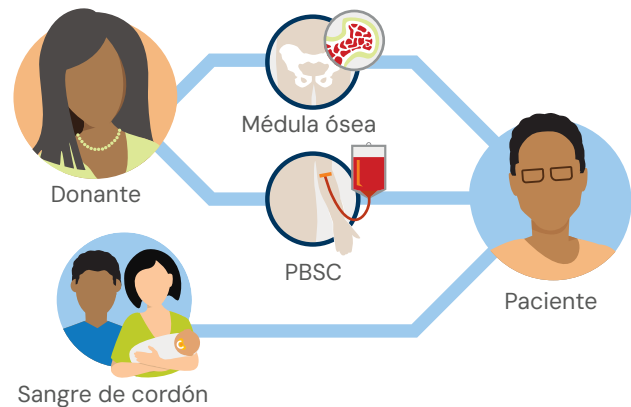 Médula ósea
Donante
PBSC
Paciente
Sangre de cordón